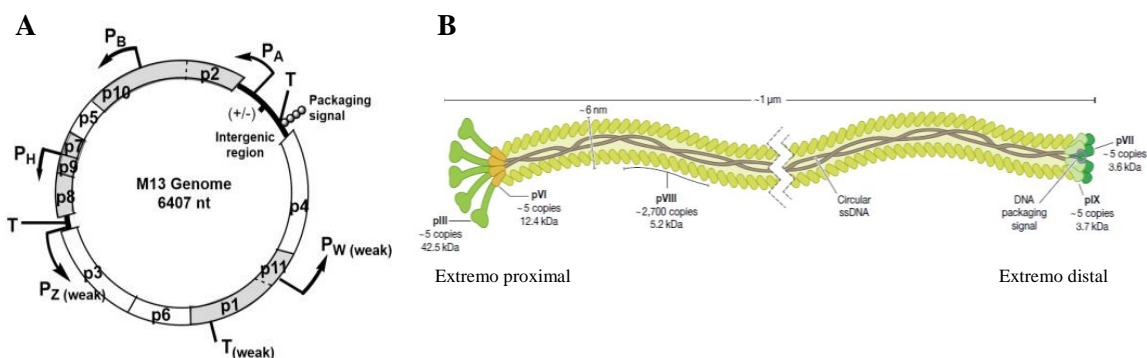 A
P_B
P_A
p2
T
p10
Packaging
signal
(+/-)
Intergenic
region
p5
p7
P_H
p9
p8
M13 Genome
6407 nt
p4
T
P_W (weak)
p11
p3
P_Z (weak)
p1
p6
T(weak)
B
~1 μm
~6 nm
pVII
~5 copies
3.6 kDa
pVI
~5 copies
12.4 kDa
pVIII
~2,700 copies
5.2 kDa
Circular
ssDNA
DNA
packaging
signal
pIX
~5 copies
3.7 kDa
pIII
~5 copies
42.5 kDa
Extremo proximal
Extremo distal